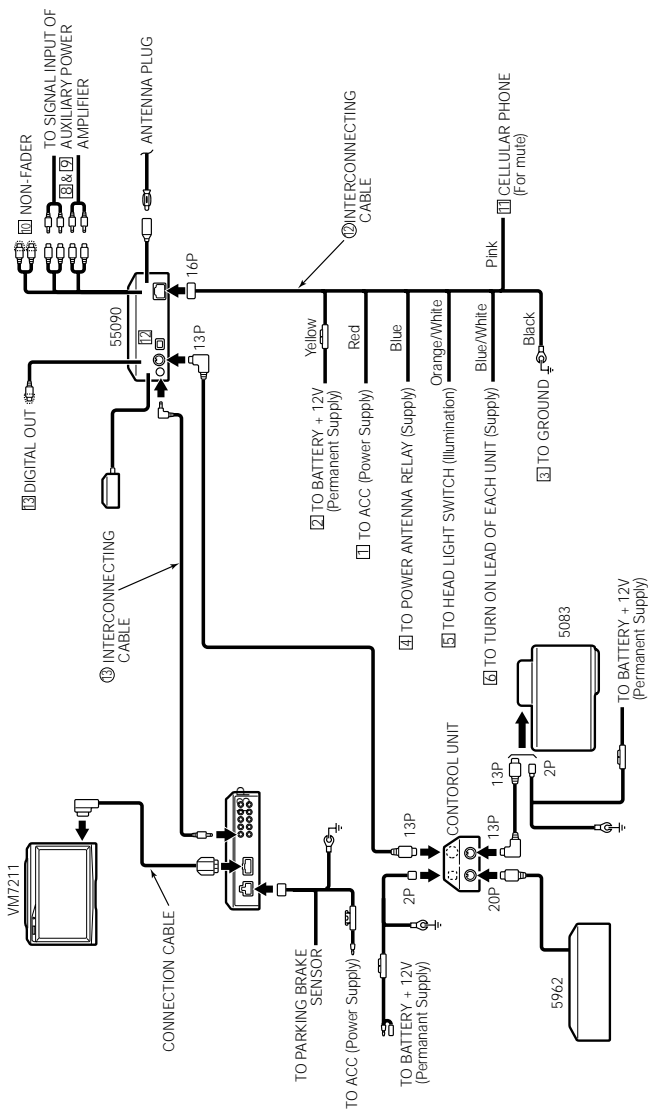 VM7211
CONNECTION CABLE
⑬ INTERCONNECTING
CABLE
13 DIGITAL OUT
55090
12
13P
16P
10 NON-FADER
TO SIGNAL INPUT OF
8 & 9 AUXILIARY POWER
AMPLIFIER
ANTENNA PLUG
⑫INTERCONNECTING
CABLE
Yellow
2 TO BATTERY + 12V
(Permanent Supply)
Red
1 TO ACC (Power Supply)
Blue
4 TO POWER ANTENNA RELAY (Supply)
Orange/White
5 TO HEAD LIGHT SWITCH (Illumination)
Blue/White
6 TO TURN ON LEAD OF EACH UNIT (Supply)
Pink
11 CELLULAR PHONE
(For mute)
Black
3 TO GROUND
TO PARKING BRAKE
SENSOR
TO ACC (Power Supply)
TO BATTERY + 12V
(Permanant Supply)
2P
13P
CONTOROL UNIT
20P
13P
5962
13P
2P
5083
TO BATTERY + 12V
(Permanent Supply)